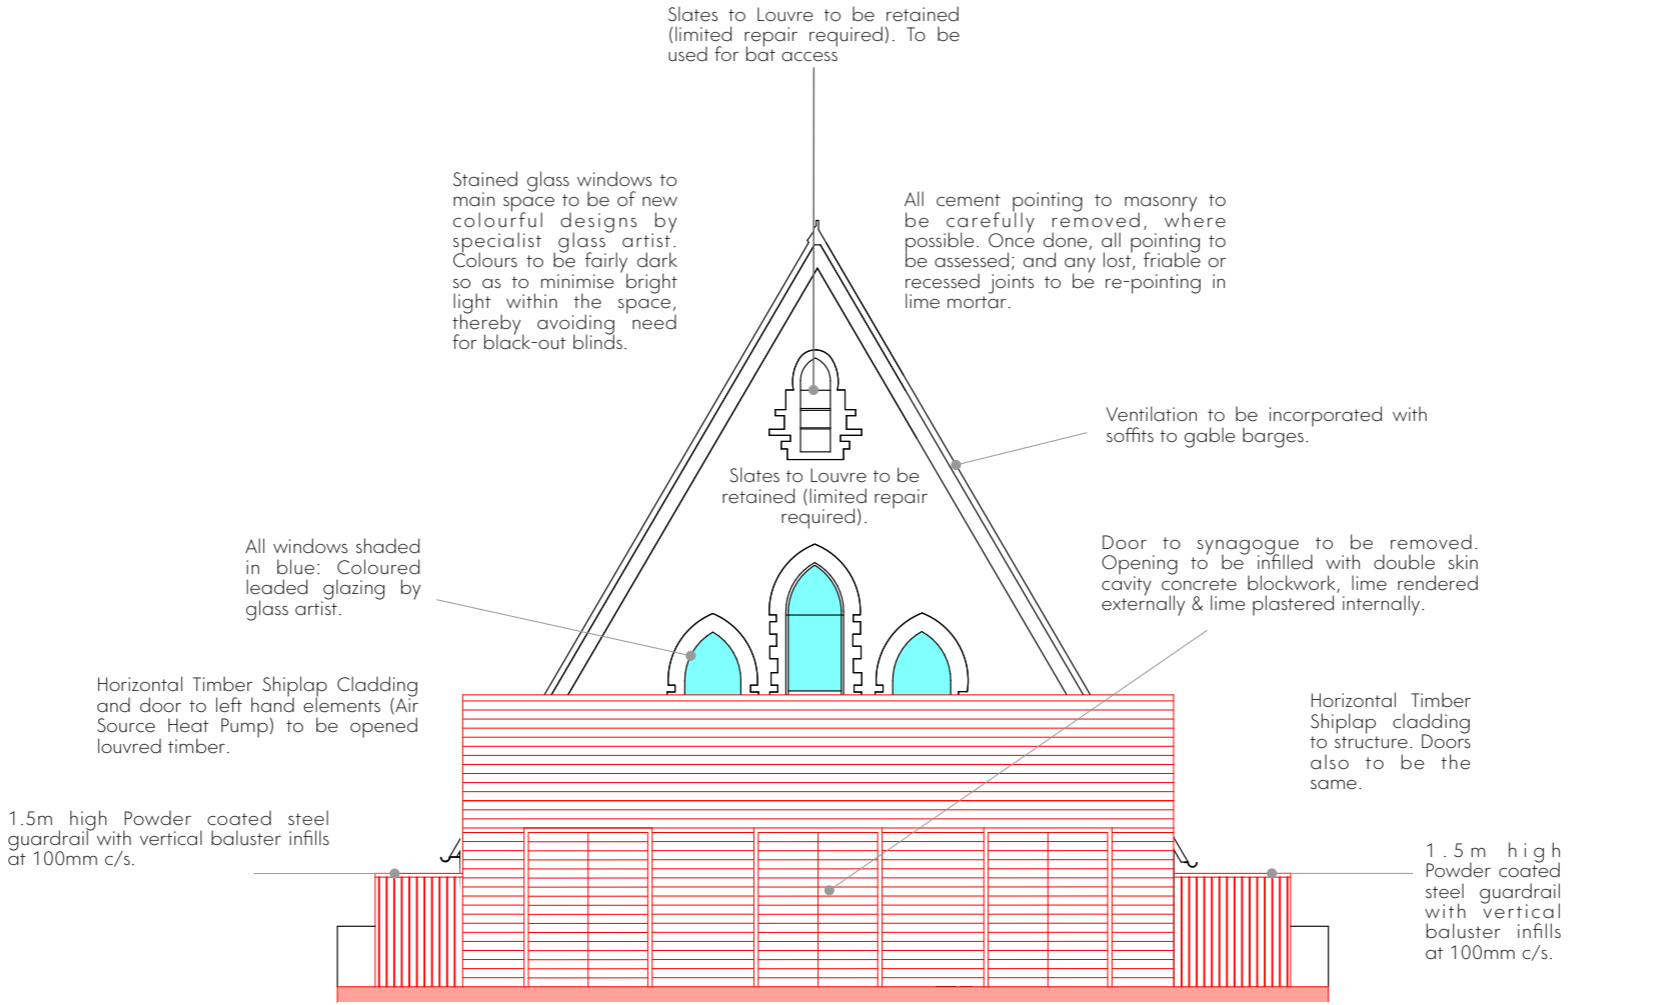 Slates to Louvre to be retained
(limited repair required). To be
used for bat access
Stained glass windows to
main space to be of new
colourful designs by
specialist glass artist.
Colours to be fairly dark
so as to minimise bright
light within the space,
thereby avoiding need
for black-out blinds.
All cement pointing to masonry to
be carefully removed, where
possible. Once done, all pointing to
be assessed; and any lost, friable or
recessed joints to be re-pointing in
lime mortar.
Ventilation to be incorporated with
soffits to gable barges.
Slates to Louvre to be
retained (limited repair
required).
All windows shaded
in blue: Coloured
leaded glazing by
glass artist.
Door to synagogue to be removed.
Opening to be infilled with double skin
cavity concrete blockwork, lime rendered
externally & lime plastered internally.
Horizontal Timber Shiplap Cladding
and door to left hand elements (Air
Source Heat Pump) to be opened
louvred timber.
Horizontal Timber
Shiplap cladding
to structure. Doors
also to be the
same.
1.5m high Powder coated steel
guardrail with vertical baluster infills
at 100mm c/s.
1.5m high
Powder coated
steel guardrail
with vertical
baluster infills
at 100mm c/s.